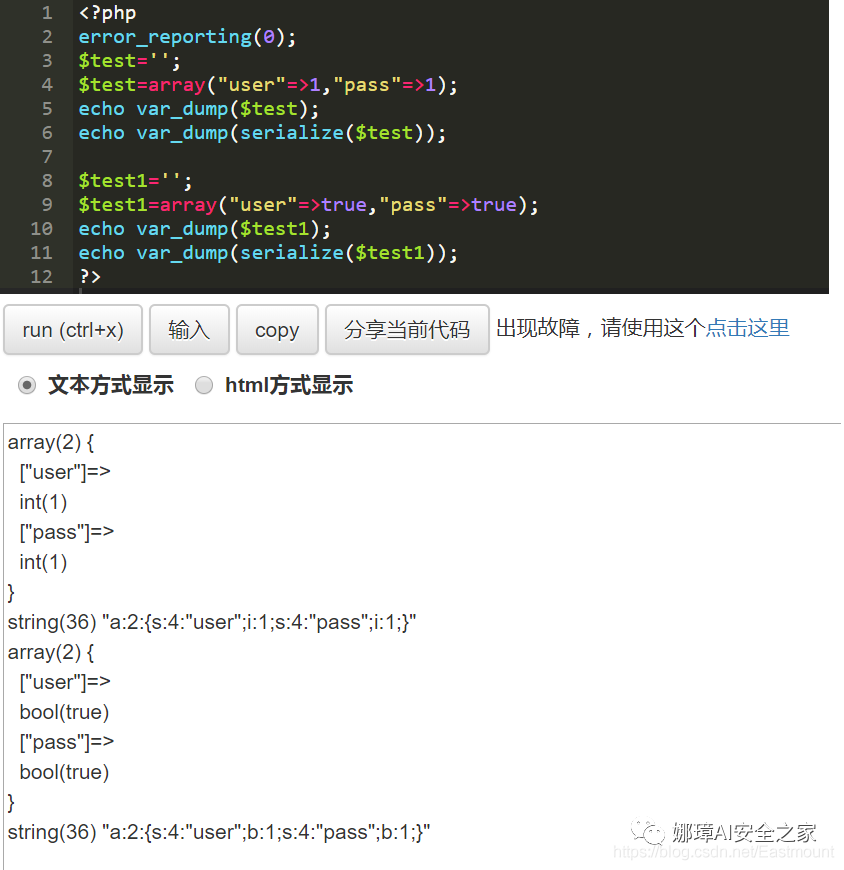 1 <?php
2 error_reporting(0);
3 $test='';
4 $test=array("user"=>1,"pass"=>1);
5 echo var_dump($test);
6 echo var_dump(serialize($test));
7
8 $test1='';
9 $test1=array("user"=>true,"pass"=>true);
10 echo var_dump($test1);
11 echo var_dump(serialize($test1));
12 ?>
run (ctrl+x) 输入 copy 分享当前代码 出现故障，请使用这个点击这里
文本方式显示 html方式显示
array(2) {
["user"]=>
int(1)
["pass"]=>
int(1)
}
string(36) "a:2:{s:4:"user";i:1;s:4:"pass";i:1;}"
array(2) {
["user"]=>
bool(true)
["pass"]=>
bool(true)
}
string(36) "a:2:{s:4:"user";b:1;s:4:"pass";b:1;}"
娜璋AI安全之家
https://blog.csdn.net/Eastmount